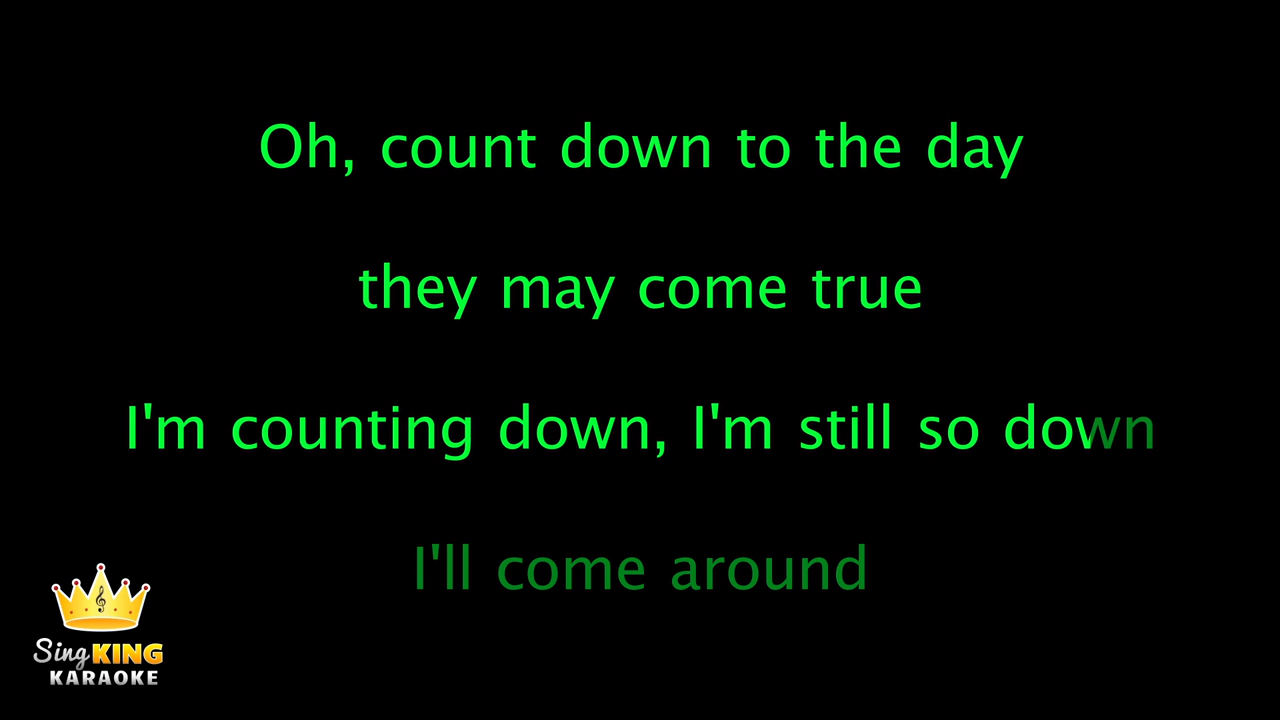 Oh, count down to the day
they may come true
I'm counting down, I'm still so down
I'll come around
Sing KING
KARAOKE